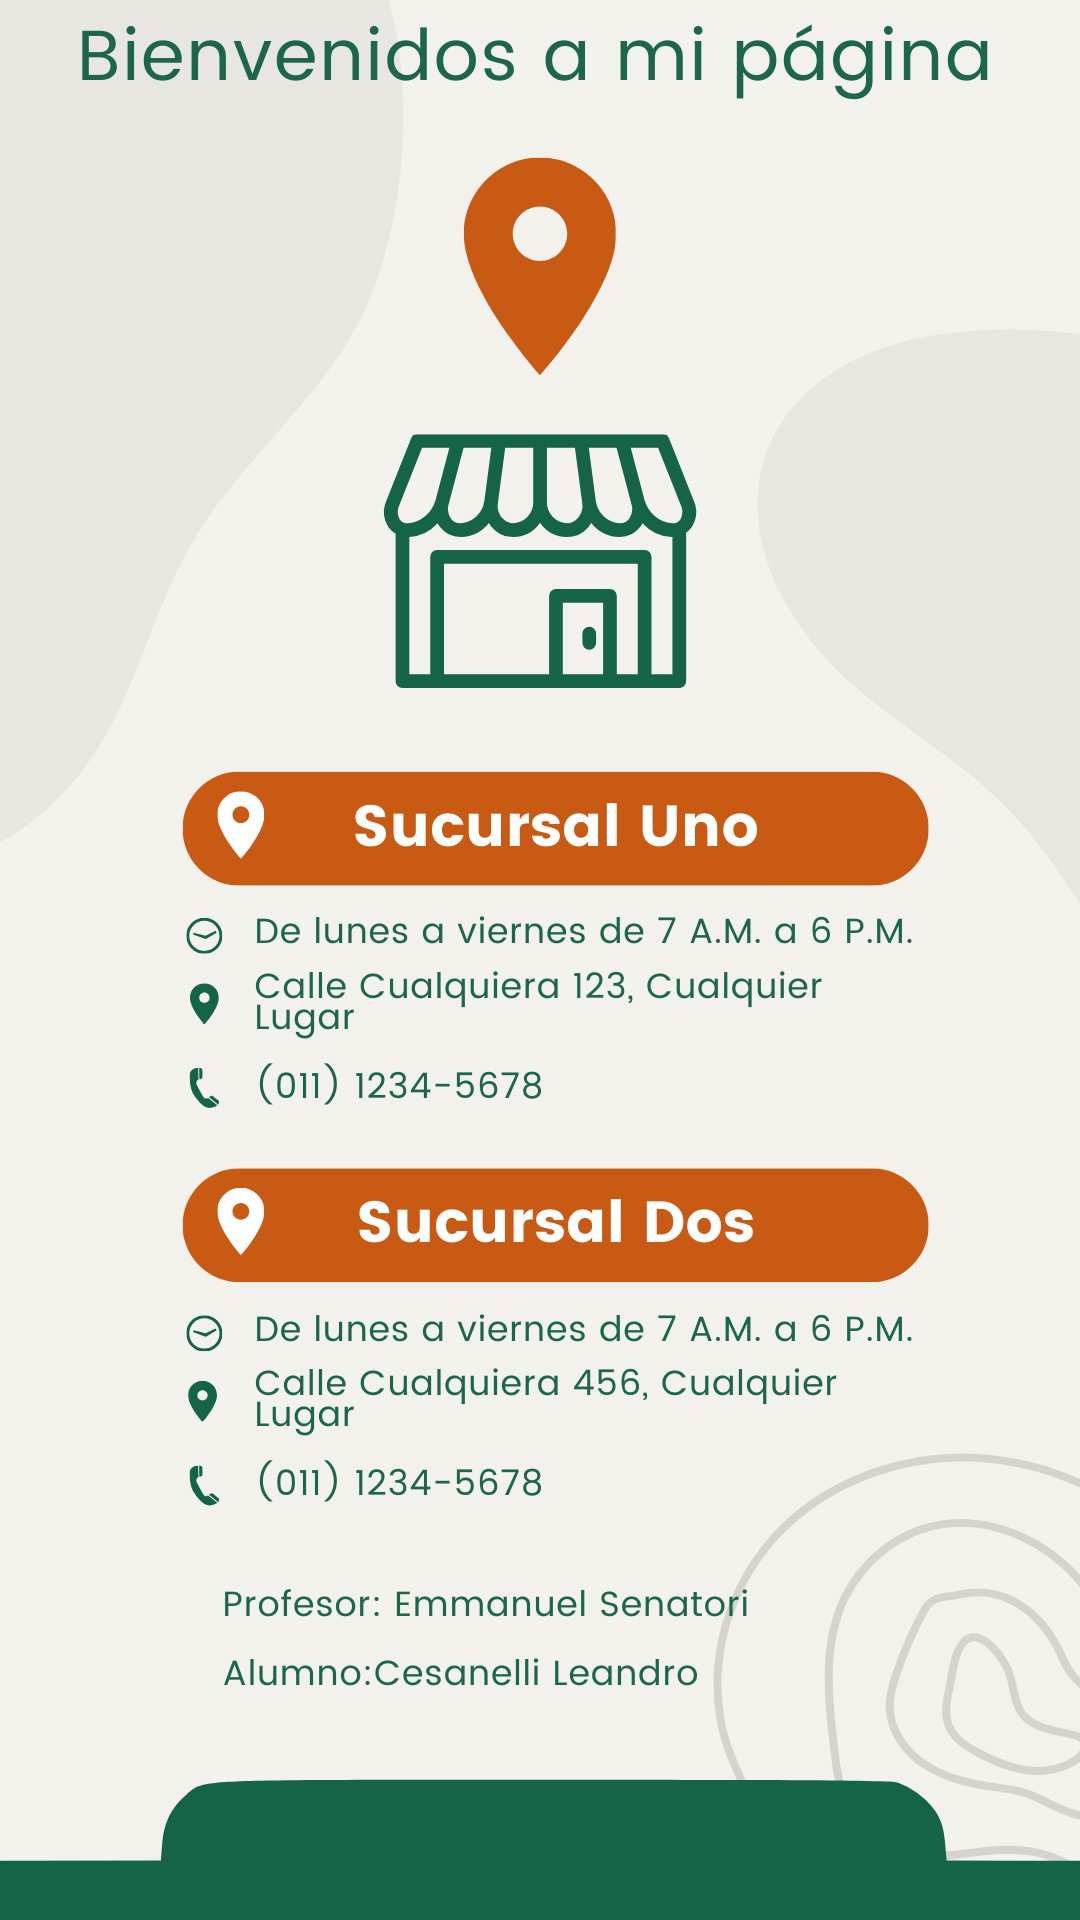 Bienvenidos a mi página
Sucursal Uno
De lunes a viernes de 7 A.M. a 6 P.M.
Calle Cualquiera 123, Cualquier
Lugar
(011) 1234-5678
Sucursal Dos
De lunes a viernes de 7 A.M. a 6 P.M.
Calle Cualquiera 456, Cualquier
Lugar
(011) 1234-5678
Profesor: Emmanuel Senatori
Alumno:Cesanelli Leandro